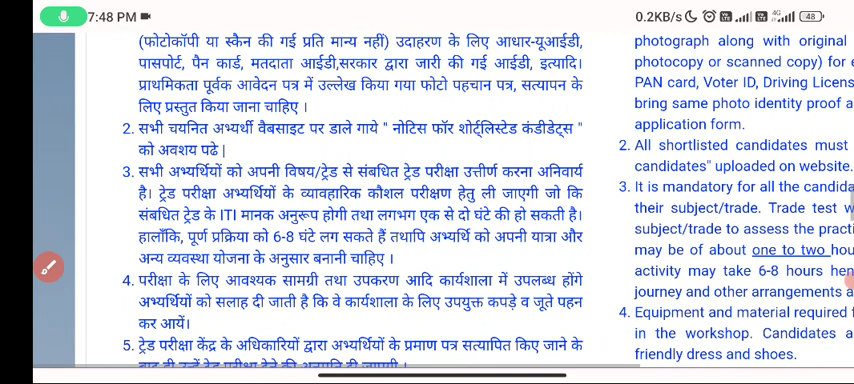 7:48 PM
0.2KB/s
4G
48
(फोटोकॉपी या स्कैन की गई प्रति मान्य नहीं) उदाहरण के लिए आधार-यूआईडी,
पासपोर्ट, पैन कार्ड, मतदाता आईडी,सरकार द्वारा जारी की गई आईडी, इत्यादि।
प्राथमिकता पूर्वक आवेदन पत्र में उल्लेख किया गया फोटो पहचान पत्र, सत्यापन के
लिए प्रस्तुत किया जाना चाहिए ।
2. सभी चयनित अभ्यर्थी वैबसाइट पर डाले गाये " नोटिस फॉर शोर्ट्लिस्टेड कंडीडेट्स "
को अवशय पढे |
3. सभी अभ्यर्थियों को अपनी विषय/ट्रेड से संबधित ट्रेड परीक्षा उत्तीर्ण करना अनिवार्य
है। ट्रेड परीक्षा अभ्यर्थियों के व्यावहारिक कौशल परीक्षण हेतु ली जाएगी जो कि
संबधित ट्रेड के ITI मानक अनुरूप होगी तथा लगभग एक से दो घंटे की हो सकती है।
हालाँकि, पूर्ण प्रक्रिया को 6-8 घंटे लग सकते हैं तथापि अभ्यर्थि को अपनी यात्रा और
अन्य व्यवस्था योजना के अनुसार बनानी चाहिए ।
4. परीक्षा के लिए आवश्यक सामग्री तथा उपकरण आदि कार्यशाला में उपलब्ध होंगे
अभ्यर्थियों को सलाह दी जाती है कि वे कार्यशाला के लिए उपयुक्त कपड़े व जूते पहन
कर आयें।
5. ट्रेड परीक्षा केंद्र के अधिकारियों द्वारा अभ्यर्थियों के प्रमाण पत्र सत्यापित किए जाने के
photograph along with original
photocopy or scanned copy) for
PAN card, Voter ID, Driving Licens
bring same photo identity proof a
application form.
2. All shortlisted candidates must
candidates" uploaded on website.
3. It is mandatory for all the candida
their subject/trade. Trade test w
subject/trade to assess the practi
may be of about one to two hou
activity may take 6-8 hours hen
journey and other arrangements a
4. Equipment and material required
in the workshop. Candidates a
friendly dress and shoes.